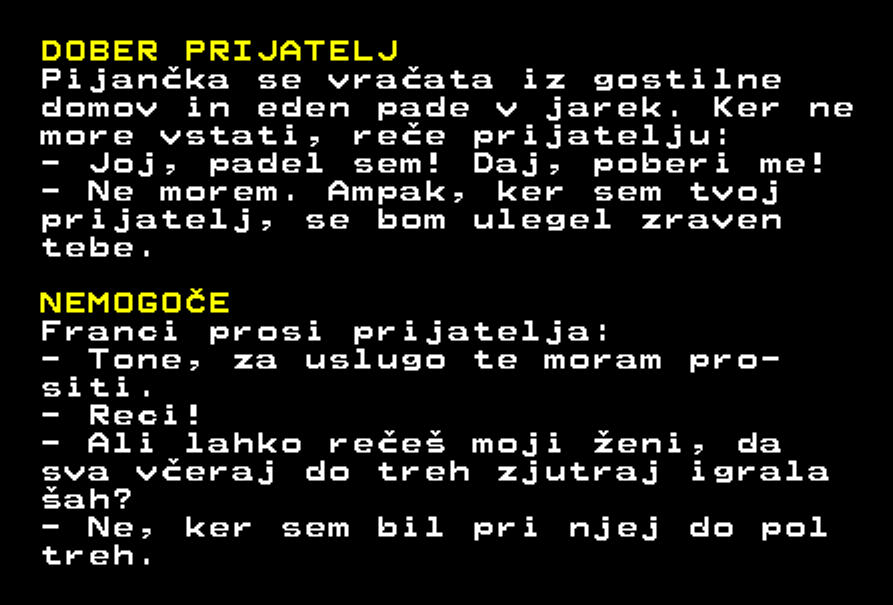 DOBER PRIJATELJ
Pijančka se vračata iz gostilne
domov in eden pade v jarek. Ker ne
more vstati, reče prijatelju:
- Joj, padel sem! Daj, poberi me!
- Ne morem. Ampak, ker sem tvoj
prijatelj, se bom ulegel zraven
tebe.
NEMOGOČE
Franci prosi prijatelja:
- Tone, za uslugo te moram pro-
siti.
- Reci!
- Ali lahko rečeš moji ženi, da
sva včeraj do treh zjutraj igrala
šah?
- Ne, ker sem bil pri njej do pol
treh.